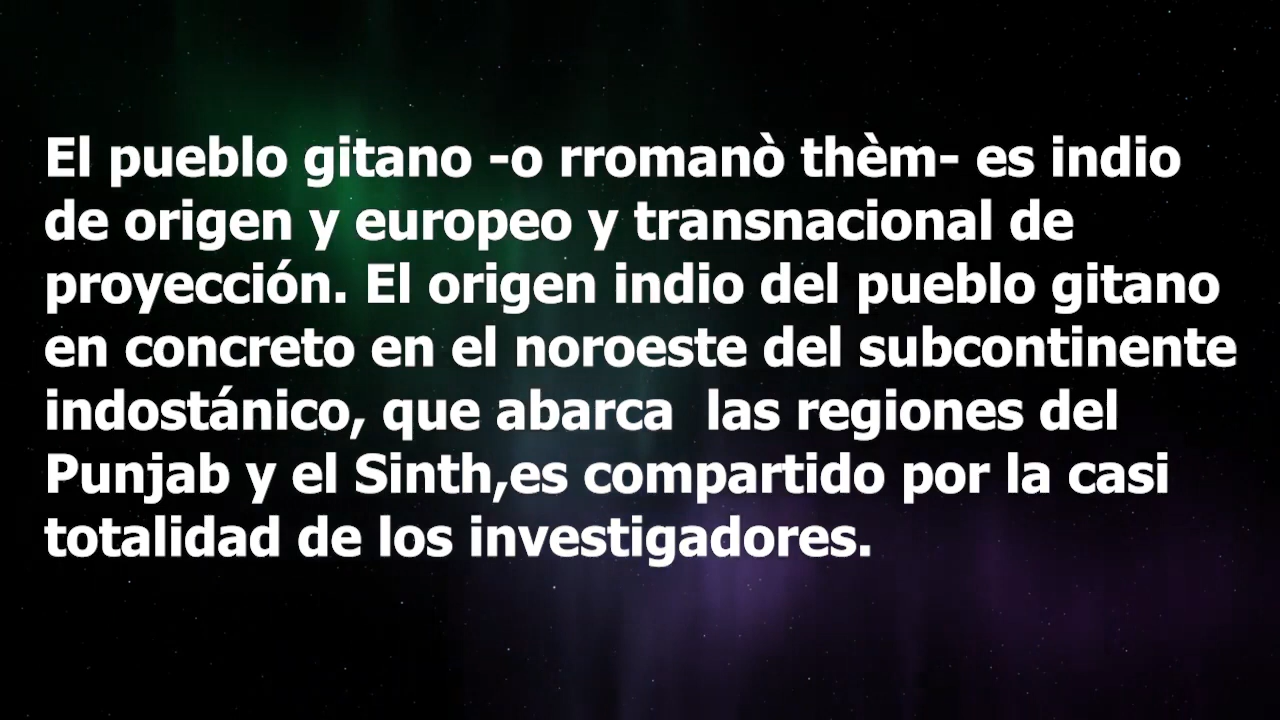 El pueblo gitano -o rromanò thèm- es indio
de origen y europeo y transnacional de
proyección. El origen indio del pueblo gitano
en concreto en el noroeste del subcontinente
indostánico, que abarca  las regiones del
Punjab y el Sinth,es compartido por la casi
totalidad de los investigadores.